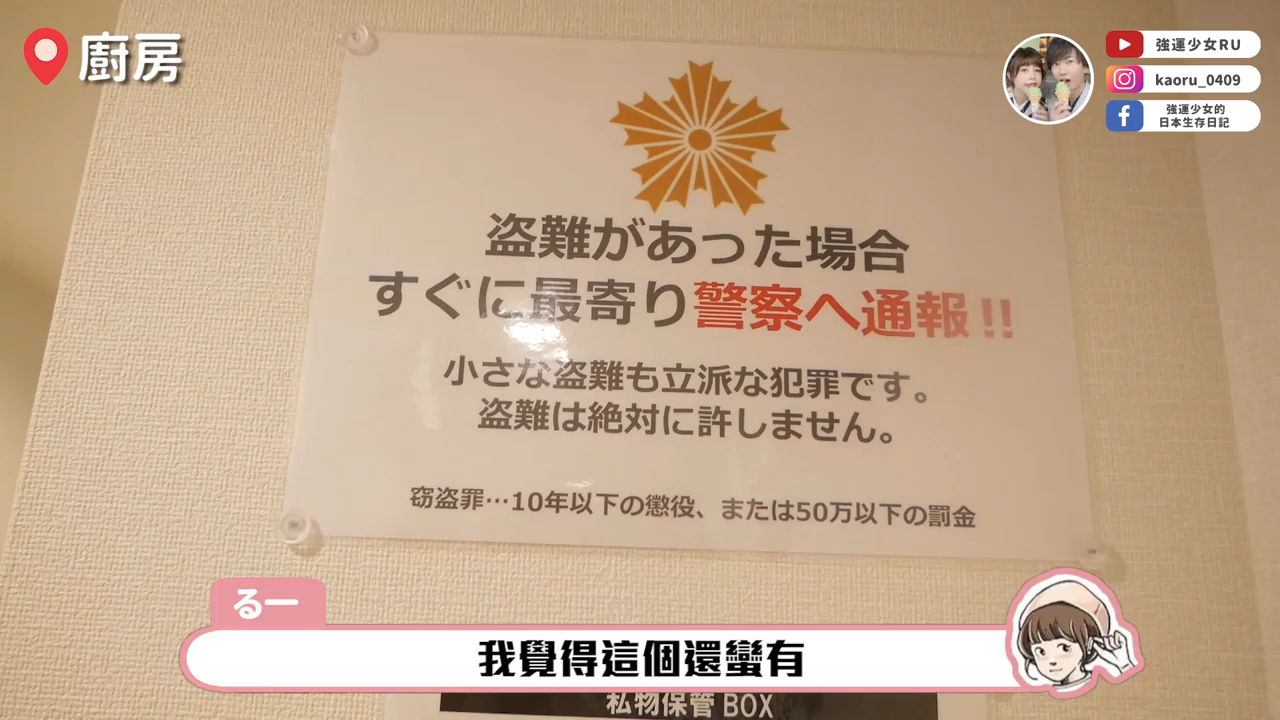 廚房
強運少女RU
kaoru_0409
強運少女的
日本生存日記
盗難があった場合
すぐに最寄り警察へ通報!!
小さな盗難も立派な犯罪です。
盗難は絶対に許しません。
窃盗罪…10年以下の懲役、または50万以下の罰金
るー
我覺得這個還蠻有
私物保管BOX